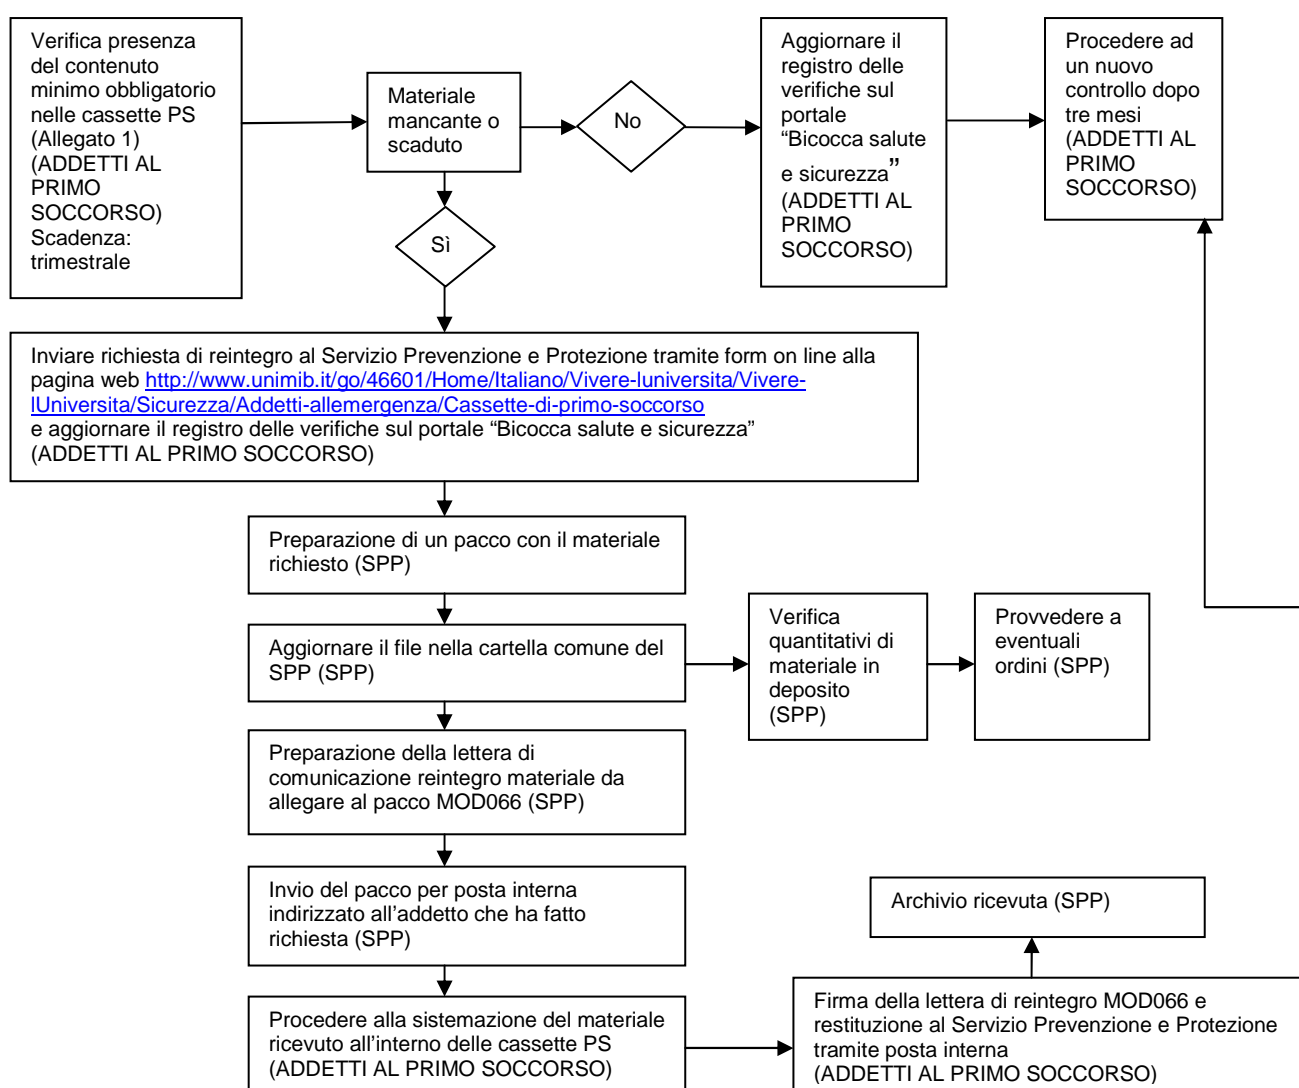 Verifica presenza
del contenuto
minimo obbligatorio
nelle cassette PS
(Allegato 1)
(ADDETTI AL
PRIMO
SOCCORSO)
Scadenza:
trimestrale
Materiale
mancante o
scaduto
No
Aggiornare il
registro delle
verifiche sul
portale
“Bicocca salute
e sicurezza”
(ADDETTI AL
PRIMO
SOCCORSO)
Procedere ad
un nuovo
controllo dopo
tre mesi
(ADDETTI AL
PRIMO
SOCCORSO)
Sì
Inviare richiesta di reintegro al Servizio Prevenzione e Protezione tramite form on line alla
pagina web http://www.unimib.it/go/46601/Home/Italiano/Vivere-luniversita/Vivere-
lUniversita/Sicurezza/Addetti-allemergenza/Cassette-di-primo-soccorso
e aggiornare il registro delle verifiche sul portale “Bicocca salute e sicurezza”
(ADDETTI AL PRIMO SOCCORSO)
Preparazione di un pacco con il materiale
richiesto (SPP)
Aggiornare il file nella cartella comune del
SPP (SPP)
Verifica
quantitativi di
materiale in
deposito
(SPP)
Provvedere a
eventuali
ordini (SPP)
Preparazione della lettera di
comunicazione reintegro materiale da
allegare al pacco MOD066 (SPP)
Invio del pacco per posta interna
indirizzato all’addetto che ha fatto
richiesta (SPP)
Archivio ricevuta (SPP)
Procedere alla sistemazione del materiale
ricevuto all’interno delle cassette PS
(ADDETTI AL PRIMO SOCCORSO)
Firma della lettera di reintegro MOD066 e
restituzione al Servizio Prevenzione e Protezione
tramite posta interna
(ADDETTI AL PRIMO SOCCORSO)